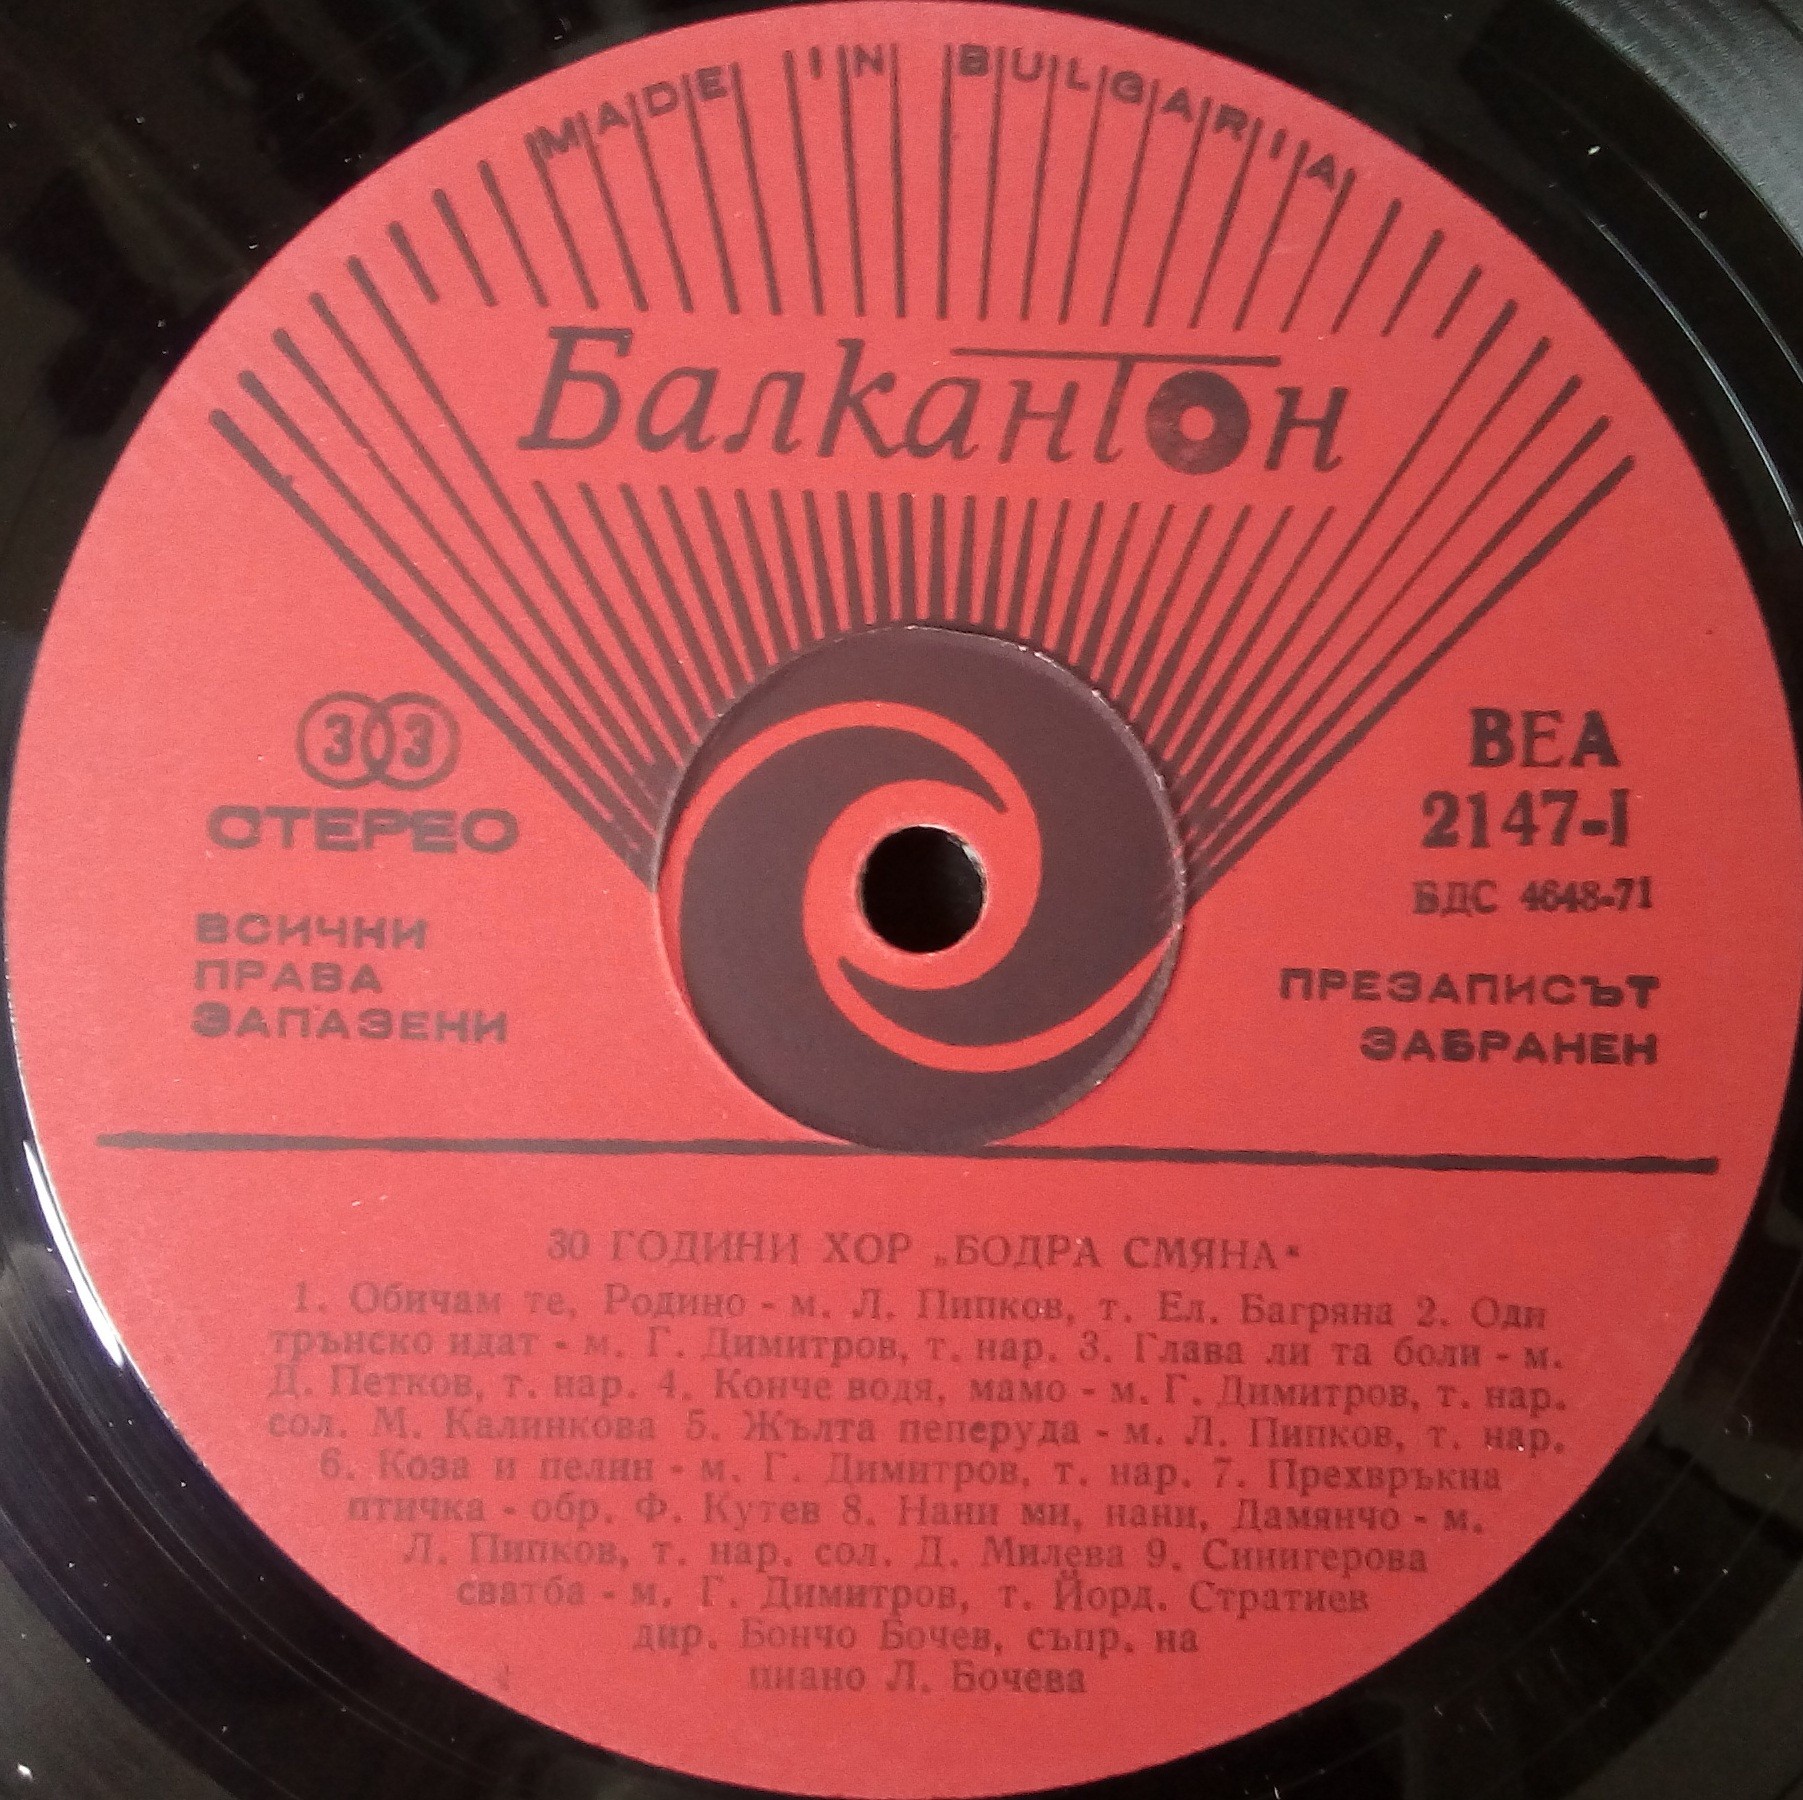 MADE IN BULGARIA
Балкантон
33
СТЕРЕО
ВСИЧНИ
ПРАВА
ЗАПАЗЕНИ
ВЕА
2147-I
БДС 4648-71
ПРЕЗАПИСЪТ
ЗАБРАНЕН
30 ГОДИНИ ХОР „БОДРА СМЯНА“
1. Обичам те, Родино - м. Л. Пипков, т. Ел. Багряна 2. Оди
трънско идат - м. Г. Димитров, т. нар. 3. Глава ли та боли - м.
Д. Петков, т. нар. 4. Конче водя, мамо - м. Г. Димитров, т. нар.
сол. М. Калинкова 5. Жълта пеперуда - м. Л. Пипков, т. нар.
6. Коза и пелин - м. Г. Димитров, т. нар. 7. Прехвръкна
птичка - обр. Ф. Кутев 8. Нани ми, нани, Дамянчо - м.
Л. Пипков, т. нар. сол. Д. Милева 9. Синигерова
сватба - м. Г. Димитров, т. Йорд. Стратиев
дир. Бончо Бочев, съпр. на
пиано Л. Бочева